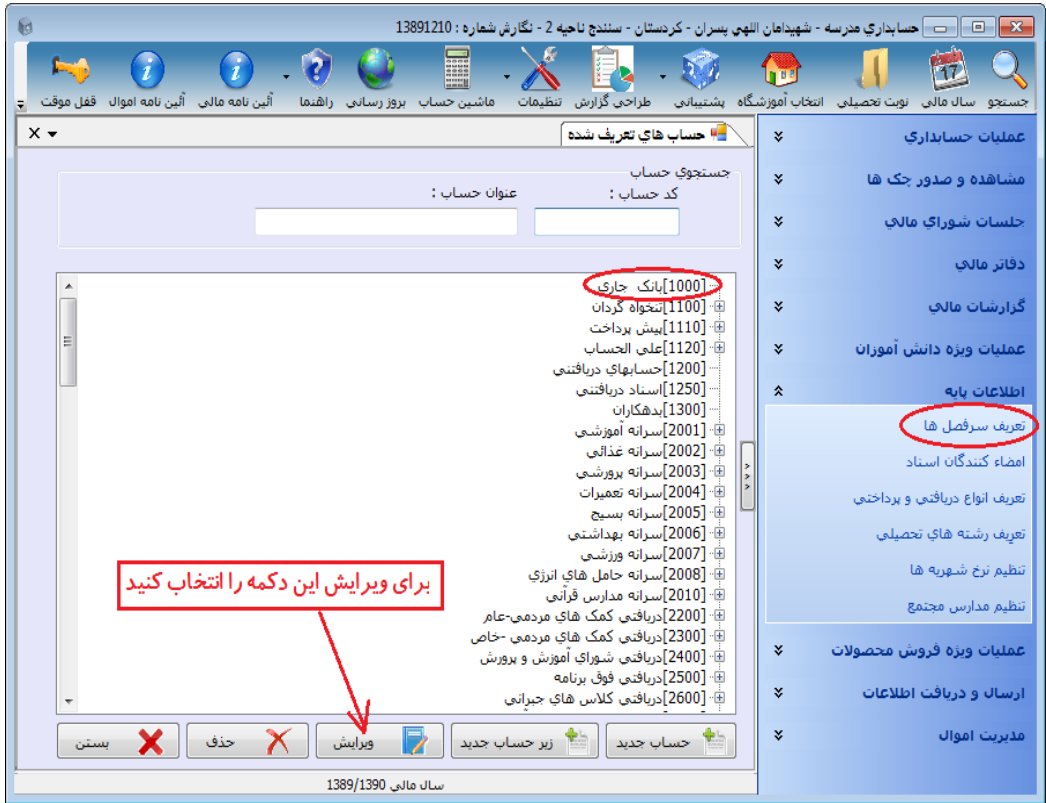 حسابداري مدرسه - شهيدامان اللهي پسران - كردستان - سنندج ناحيه 2 - نگارش شماره : 13891210
جستجو
سال مالي
نوبت تحصيلي
انتخاب آموزشگاه
پشتيباني
طراحي گزارش
تنظيمات
ماشين حساب
بروز رساني
راهنما
آئين نامه مالي
آئين نامه اموال
قفل موقت
عمليات حسابداري
مشاهده و صدور چک ها
جلسات شوراي مالي
دفاتر مالي
گزارشات مالي
عمليات ويژه دانش آموزان
اطلاعات پايه
تعريف سرفصل ها
امضاء كنندگان اسناد
تعريف انواع دريافتي و پرداختي
تعريف رشته هاي تحصيلي
تنظيم نرخ شهريه ها
تنظيم مدارس مجتمع
عمليات ويژه فروش محصولات
ارسال و دريافت اطلاعات
مديريت اموال
حساب هاي تعريف شده
جستجوي حساب
كد حساب :
عنوان حساب :
[1000]بانک جاري
[1100]تنخواه گردان
[1110]پيش پرداخت
[1120]علي الحساب
[1200]حسابهاي دريافتني
[1250]اسناد دريافتني
[1300]بدهكاران
[2001]سرانه آموزشي
[2002]سرانه غذائي
[2003]سرانه پرورشي
[2004]سرانه تعميرات
[2005]سرانه بسيج
[2006]سرانه بهداشتي
[2007]سرانه ورزشي
[2008]سرانه حامل هاي انرژي
[2010]سرانه مدارس قرآني
[2200]دريافتي كمک هاي مردمي-عام
[2300]دريافتي كمک هاي مردمي -خاص
[2400]دريافتي شوراي آموزش و پرورش
[2500]دريافتي فوق برنامه
[2600]دريافتي كلاس هاي جبراني
برای ویرایش این دکمه را انتخاب کنید
حساب جديد
زير حساب جديد
ويرايش
حذف
بستن
سال مالي 1389/1390